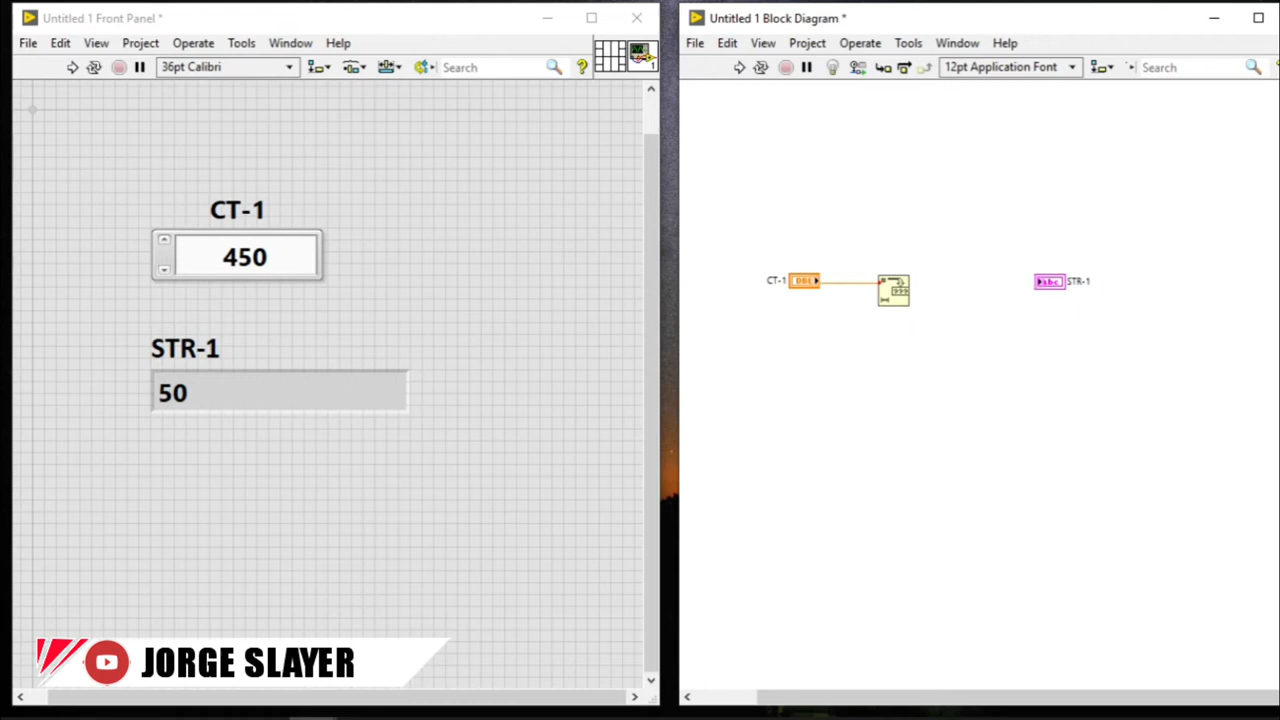 Untitled 1 Front Panel *
File Edit View Project Operate Tools Window Help
36pt Calibri Search
1
CT-1
450
STR-1
50
JORGE SLAYER
Untitled 1 Block Diagram *
File Edit View Project Operate Tools Window Help
12pt Application Font Search
CT-1 DBL
abc STR-1